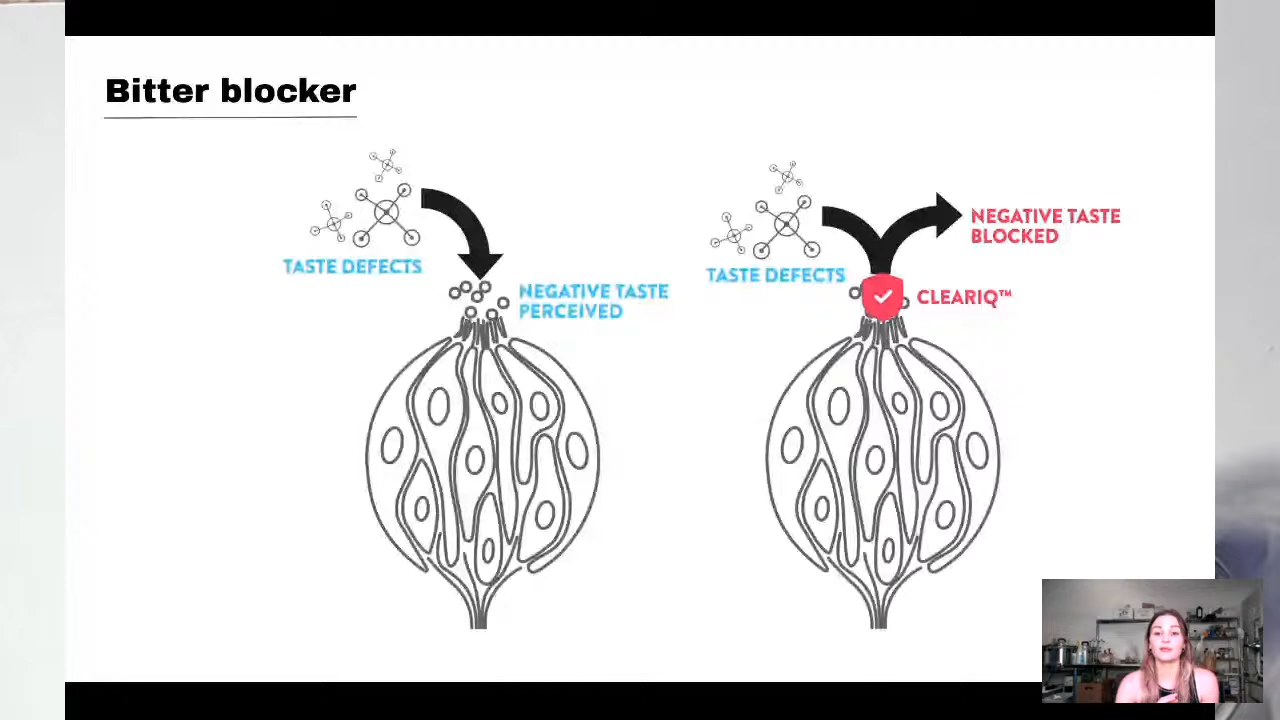 Bitter blocker
TASTE DEFECTS
NEGATIVE TASTE
PERCEIVED
NEGATIVE TASTE
BLOCKED
TASTE DEFECTS
CLEARIQ™